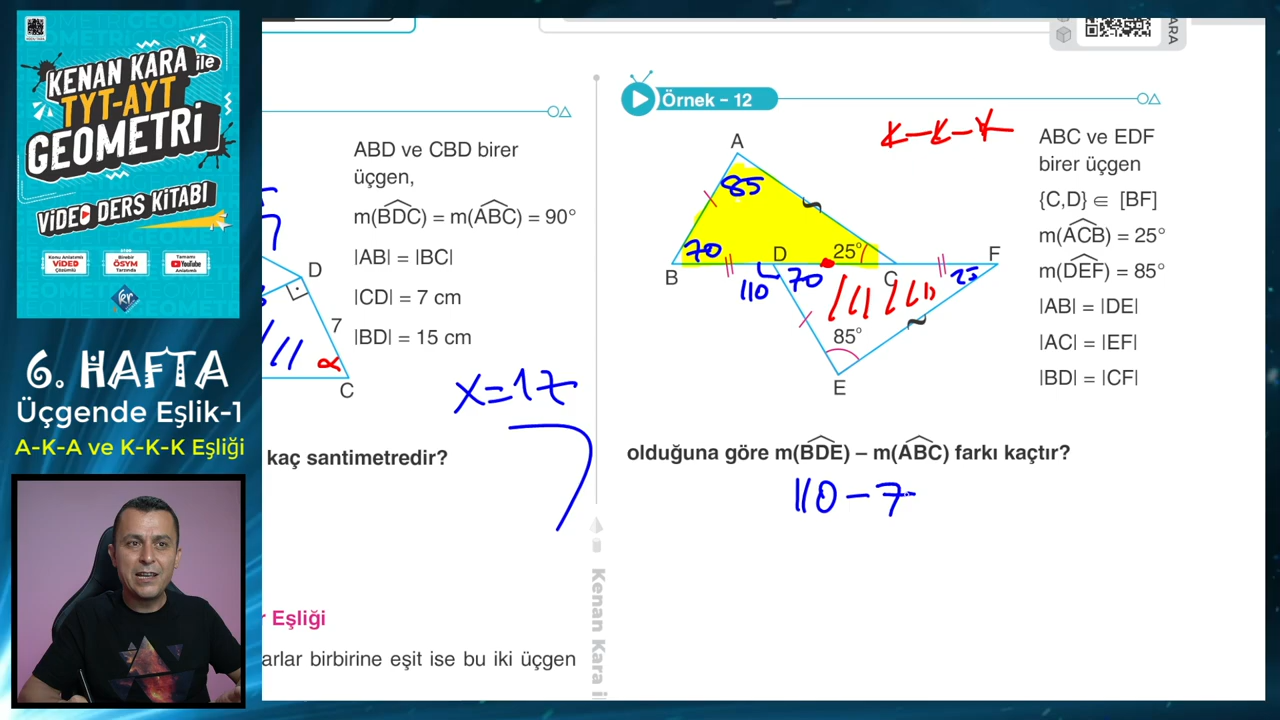 KENAN KARA ile
TYT-AYT
GEOMETRİ
VİDEO DERS KİTABI
6. HAFTA
Üçgende Eşlik-1
A-K-A ve K-K-K Eşliği
ABD ve CBD birer
üçgen,
m(BDC) = m(ABC) = 90°
|AB| = |BC|
|CD| = 7 cm
|BD| = 15 cm
D
7
α
C
x=17
kaç santimetredir?
r Eşliği
arlar birbirine eşit ise bu iki üçgen
Kenan Kara i
ARA
Örnek – 12
K-K-K
A
85
70
D
25°
F
B
110
70
C
25
85°
E
ABC ve EDF
birer üçgen
{C,D} ∈ [BF]
m(ACB) = 25°
m(DEF) = 85°
|AB| = |DE|
|AC| = |EF|
|BD| = |CF|
olduğuna göre m(BDE) – m(ABC) farkı kaçtır?
110-7